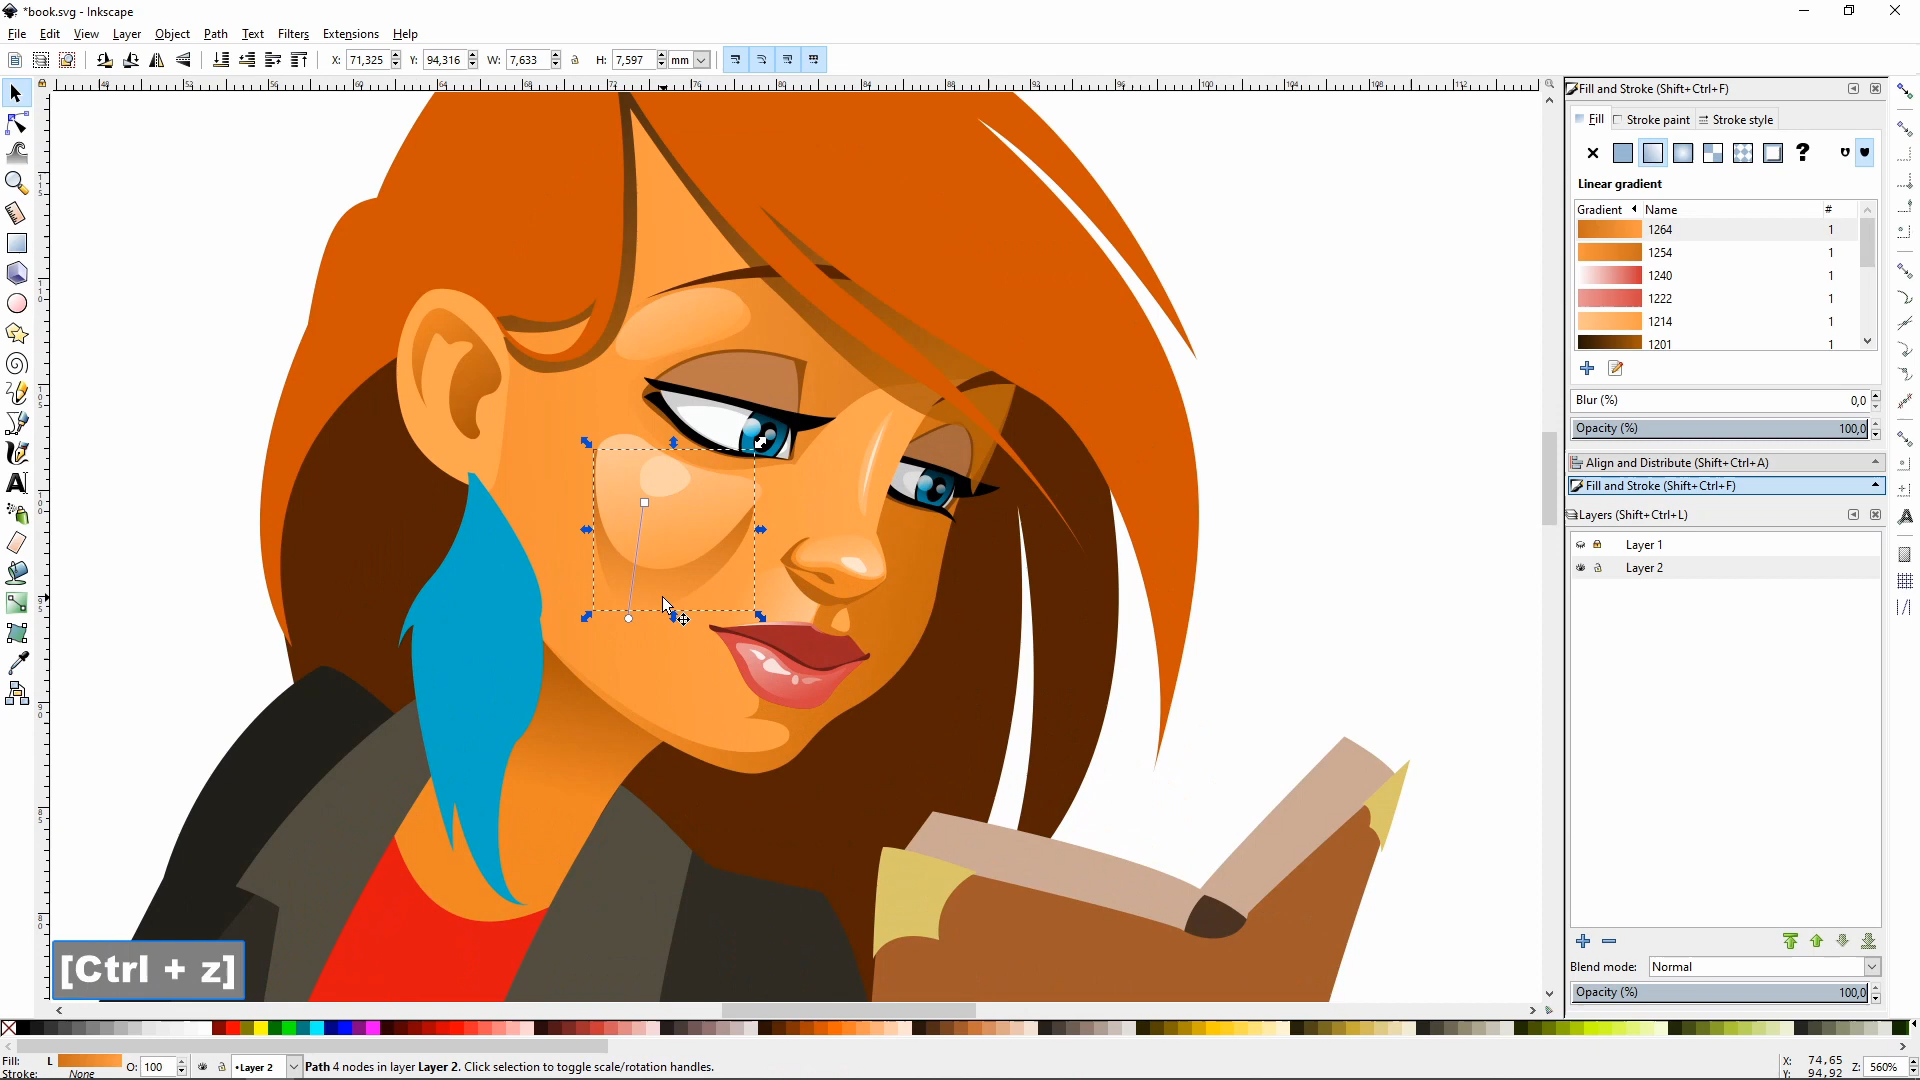 *book.svg - Inkscape
File Edit View Layer Object Path Text Filters Extensions Help
X: 71,325 Y: 94,316 W: 7,633 H: 7,597 mm
Fill and Stroke (Shift+Ctrl+F)
Fill Stroke paint Stroke style
Linear gradient
Gradient Name #
1264 1
1254 1
1240 1
1222 1
1214 1
1201 1
Blur (%) 0,0
Opacity (%) 100,0
Align and Distribute (Shift+Ctrl+A)
Fill and Stroke (Shift+Ctrl+F)
Layers (Shift+Ctrl+L)
Layer 1
Layer 2
Blend mode: Normal
Opacity (%) 100,0
[Ctrl + z]
Fill: L O: 100 •Layer 2 Path 4 nodes in layer Layer 2. Click selection to toggle scale/rotation handles. X: 74,65 Z: 560%
Stroke: None Y: 94,92